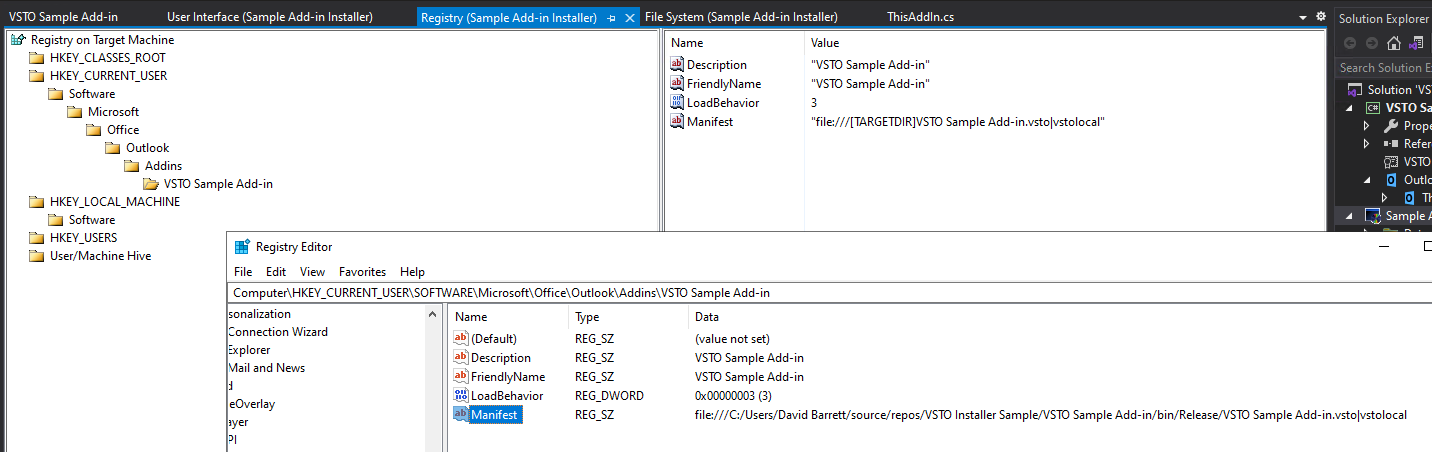 VSTO Sample Add-in User Interface (Sample Add-in Installer) Registry (Sample Add-in Installer) File System (Sample Add-in Installer) ThisAddIn.cs
Registry on Target Machine
HKEY_CLASSES_ROOT
HKEY_CURRENT_USER
Software
Microsoft
Office
Outlook
Addins
VSTO Sample Add-in
HKEY_LOCAL_MACHINE
Software
HKEY_USERS
User/Machine Hive
Name Value
Description "VSTO Sample Add-in"
FriendlyName "VSTO Sample Add-in"
LoadBehavior 3
Manifest "file:///[TARGETDIR]VSTO Sample Add-in.vsto|vstolocal"
Solution Explorer
Search Solution Ex
Solution 'VS
C# VSTO Sa
Prope
Refere
VSTO
Outlo
Th
Sample A
Registry Editor
File Edit View Favorites Help
Computer\HKEY_CURRENT_USER\SOFTWARE\Microsoft\Office\Outlook\Addins\VSTO Sample Add-in
sonalization
Connection Wizard
Explorer
Mail and News
d
eOverlay
ayer
PI
Name Type Data
(Default) REG_SZ (value not set)
Description REG_SZ VSTO Sample Add-in
FriendlyName REG_SZ VSTO Sample Add-in
LoadBehavior REG_DWORD 0x00000003 (3)
Manifest REG_SZ file:///C:/Users/David Barrett/source/repos/VSTO Installer Sample/VSTO Sample Add-in/bin/Release/VSTO Sample Add-in.vsto|vstolocal